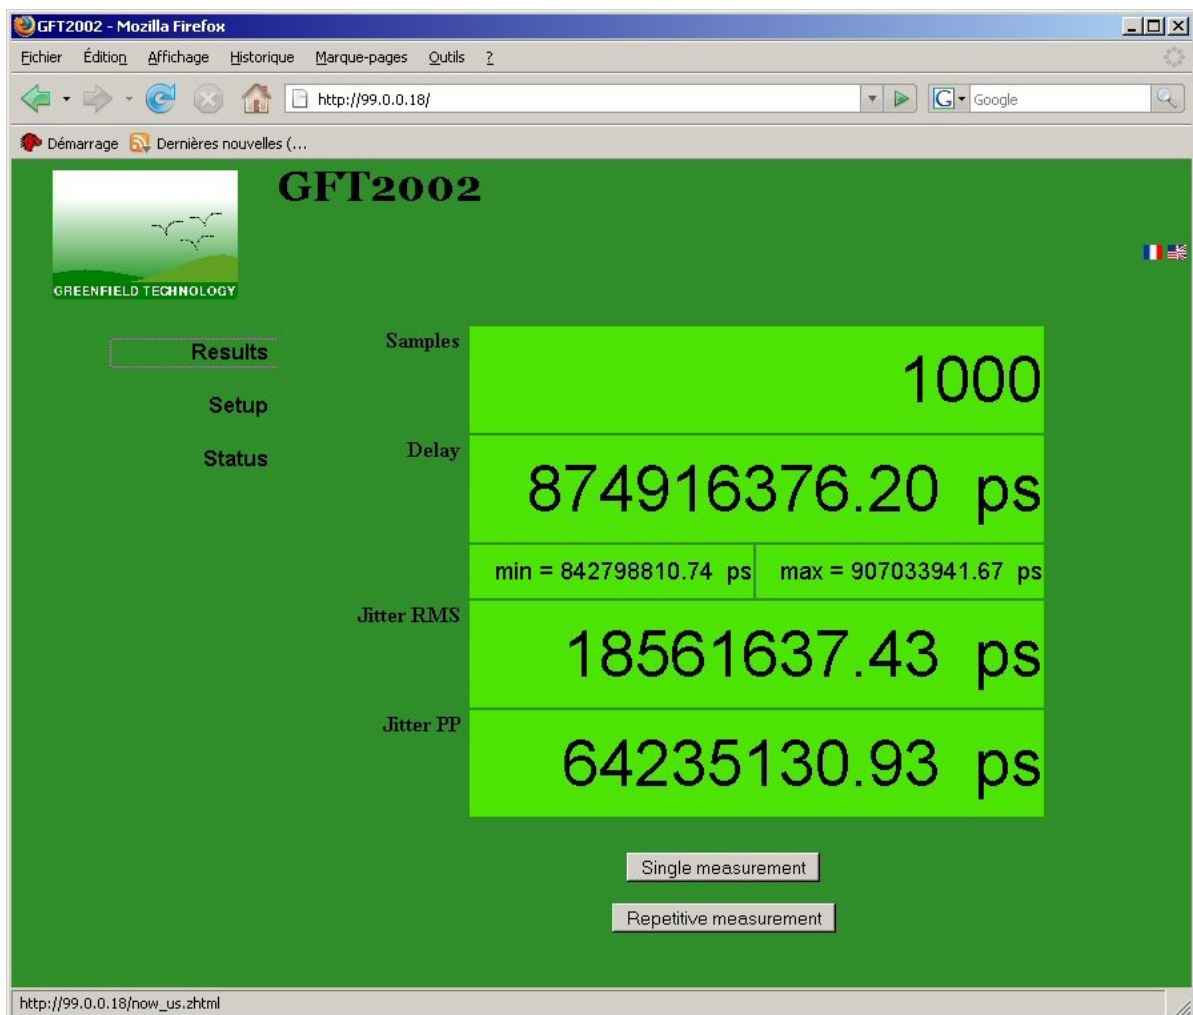 GFT2002 - Mozilla Firefox
Fichier Édition Affichage Historique Marque-pages Outils ?
http://99.0.0.18/ G Google
Démarrage Dernières nouvelles (...
GFT2002
GREENFIELD TECHNOLOGY
Results
Setup
Status
Samples 1000
Delay 874916376.20 ps
min = 842798810.74 ps max = 907033941.67 ps
Jitter RMS 18561637.43 ps
Jitter PP 64235130.93 ps
Single measurement
Repetitive measurement
http://99.0.0.18/now_us.zhtml